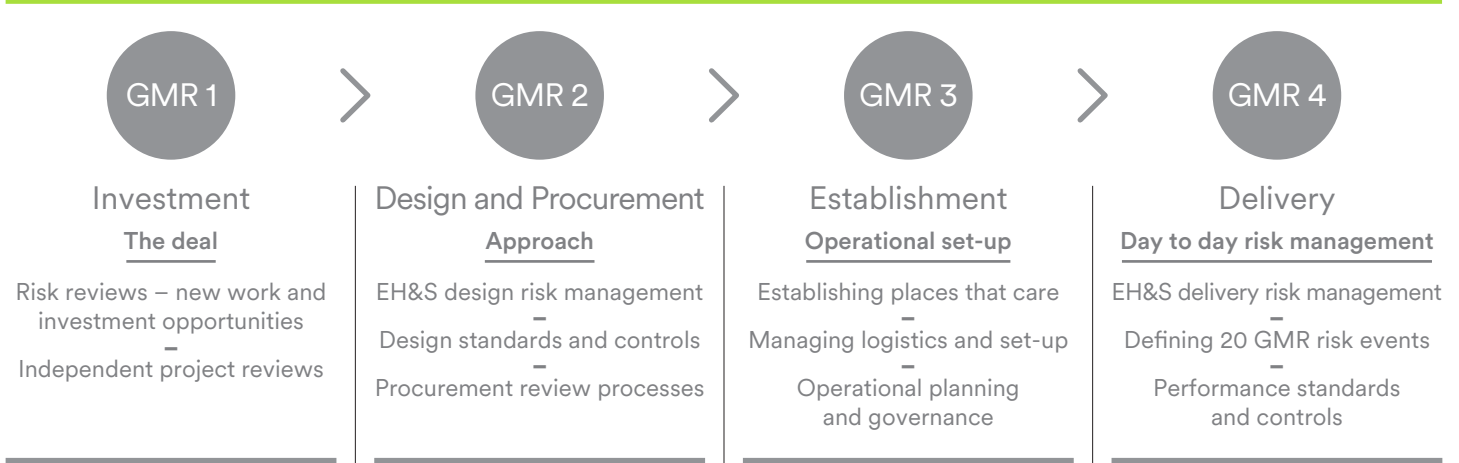 GMR 1
GMR 2
GMR 3
GMR 4
Investment
The deal
Risk reviews – new work and
investment opportunities
–
Independent project reviews
Design and Procurement
Approach
EH&S design risk management
–
Design standards and controls
–
Procurement review processes
Establishment
Operational set-up
Establishing places that care
–
Managing logistics and set-up
–
Operational planning
and governance
Delivery
Day to day risk management
EH&S delivery risk management
–
Defining 20 GMR risk events
–
Performance standards
and controls